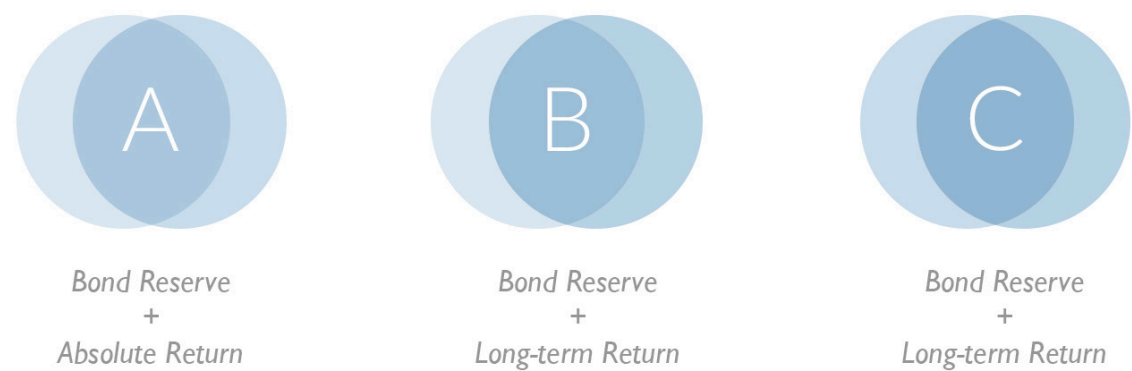 A
B
C
Bond Reserve
+
Absolute Return
Bond Reserve
+
Long-term Return
Bond Reserve
+
Long-term Return